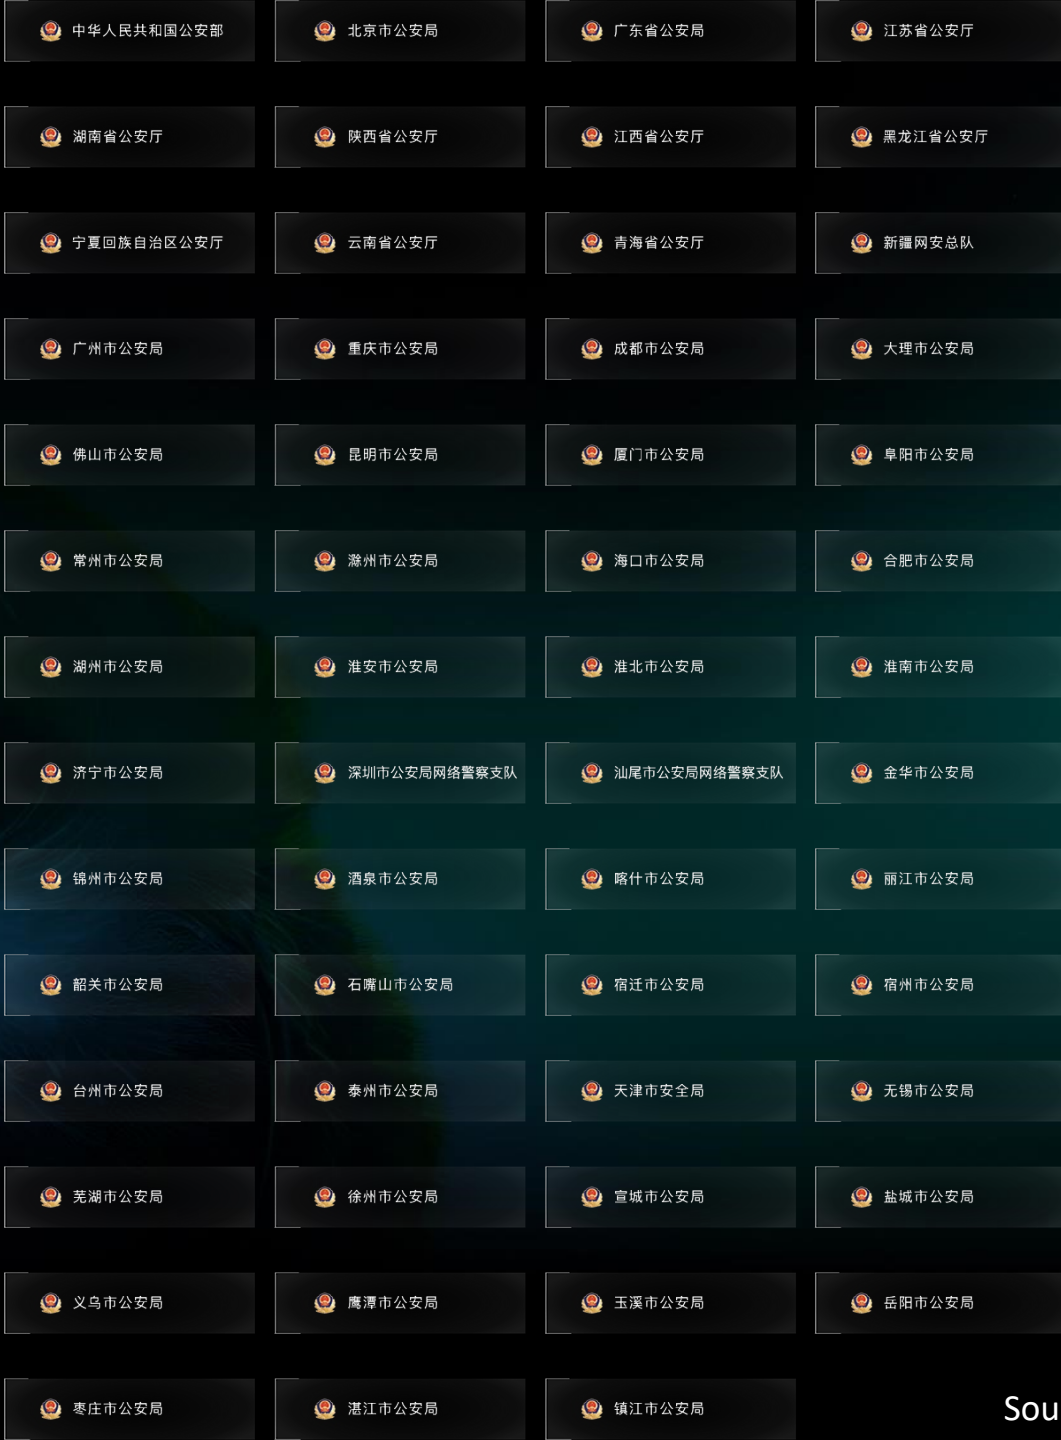 中华人民共和国公安部
北京市公安局
广东省公安局
江苏省公安厅
湖南省公安厅
陕西省公安厅
江西省公安厅
黑龙江省公安厅
宁夏回族自治区公安厅
云南省公安厅
青海省公安厅
新疆网安总队
广州市公安局
重庆市公安局
成都市公安局
大理市公安局
佛山市公安局
昆明市公安局
厦门市公安局
阜阳市公安局
常州市公安局
滁州市公安局
海口市公安局
合肥市公安局
湖州市公安局
淮安市公安局
淮北市公安局
淮南市公安局
济宁市公安局
深圳市公安局网络警察支队
汕尾市公安局网络警察支队
金华市公安局
锦州市公安局
酒泉市公安局
喀什市公安局
丽江市公安局
韶关市公安局
石嘴山市公安局
宿迁市公安局
宿州市公安局
台州市公安局
泰州市公安局
天津市安全局
无锡市公安局
芜湖市公安局
徐州市公安局
宣城市公安局
盐城市公安局
义乌市公安局
鹰潭市公安局
玉溪市公安局
岳阳市公安局
枣庄市公安局
湛江市公安局
镇江市公安局
Sou